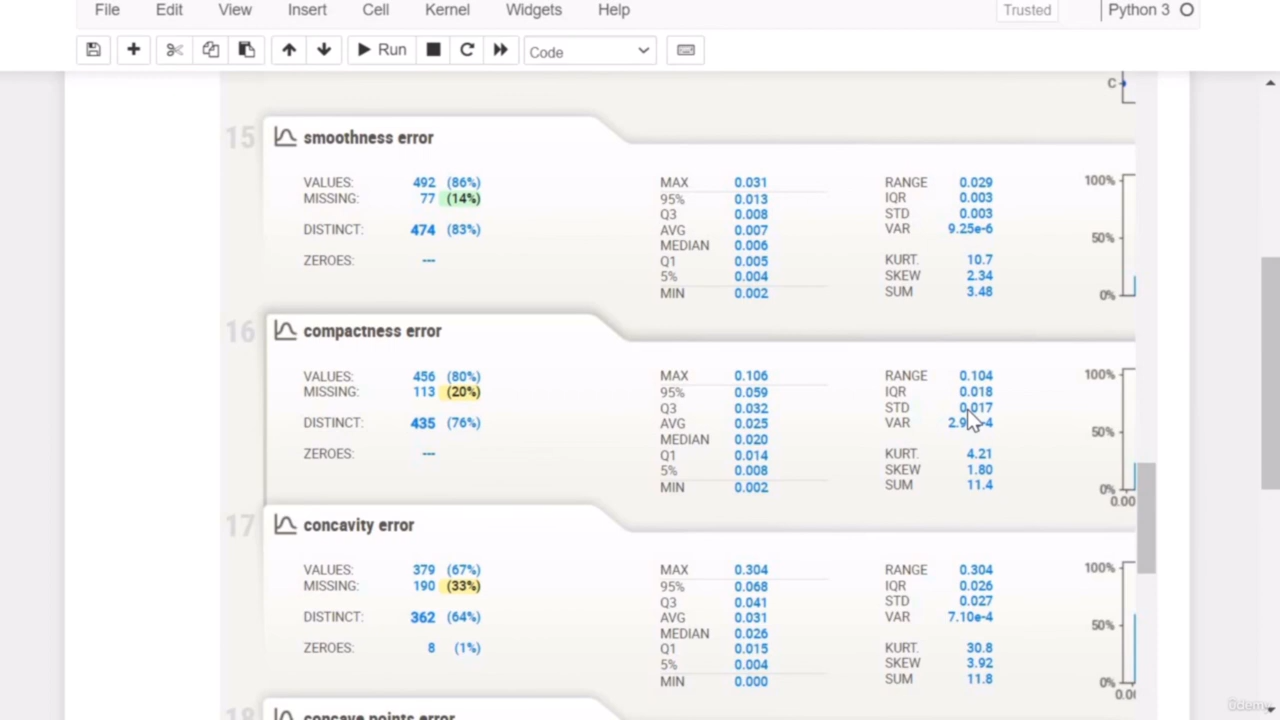 File Edit View Insert Cell Kernel Widgets Help Trusted Python 3
Run Code
C
15 smoothness error
VALUES: 492 (86%) MAX 0.031 RANGE 0.029 100%
MISSING: 77 (14%) 95% 0.013 IQR 0.003
Q3 0.008 STD 0.003
DISTINCT: 474 (83%) AVG 0.007 VAR 9.25e-6
MEDIAN 0.006 50%
ZEROES: --- Q1 0.005 KURT. 10.7
5% 0.004 SKEW 2.34
MIN 0.002 SUM 3.48 0%
16 compactness error
VALUES: 456 (80%) MAX 0.106 RANGE 0.104 100%
MISSING: 113 (20%) 95% 0.059 IQR 0.018
Q3 0.032 STD 0.017
DISTINCT: 435 (76%) AVG 0.025 VAR
MEDIAN 0.020 50%
ZEROES: --- Q1 0.014 KURT. 4.21
5% 0.008 SKEW 1.80
MIN 0.002 SUM 11.4 0%
0.00
17 concavity error
VALUES: 379 (67%) MAX 0.304 RANGE 0.304 100%
MISSING: 190 (33%) 95% 0.068 IQR 0.026
Q3 0.041 STD 0.027
DISTINCT: 362 (64%) AVG 0.031 VAR 7.10e-4
MEDIAN 0.026 50%
ZEROES: 8 (1%) Q1 0.015 KURT. 30.8
5% 0.004 SKEW 3.92
MIN 0.000 SUM 11.8 0%
18 concave points error
Udemy